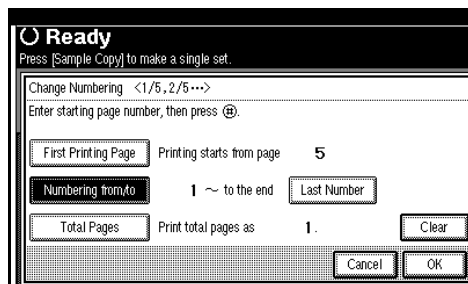 Ready
Press [Sample Copy] to make a single set.
Change Numbering <1/5,2/5···>
Enter starting page number, then press ⌗.
First Printing Page Printing starts from page 5
Numbering from/to 1 ～ to the end Last Number
Total Pages Print total pages as 1. Clear
Cancel OK